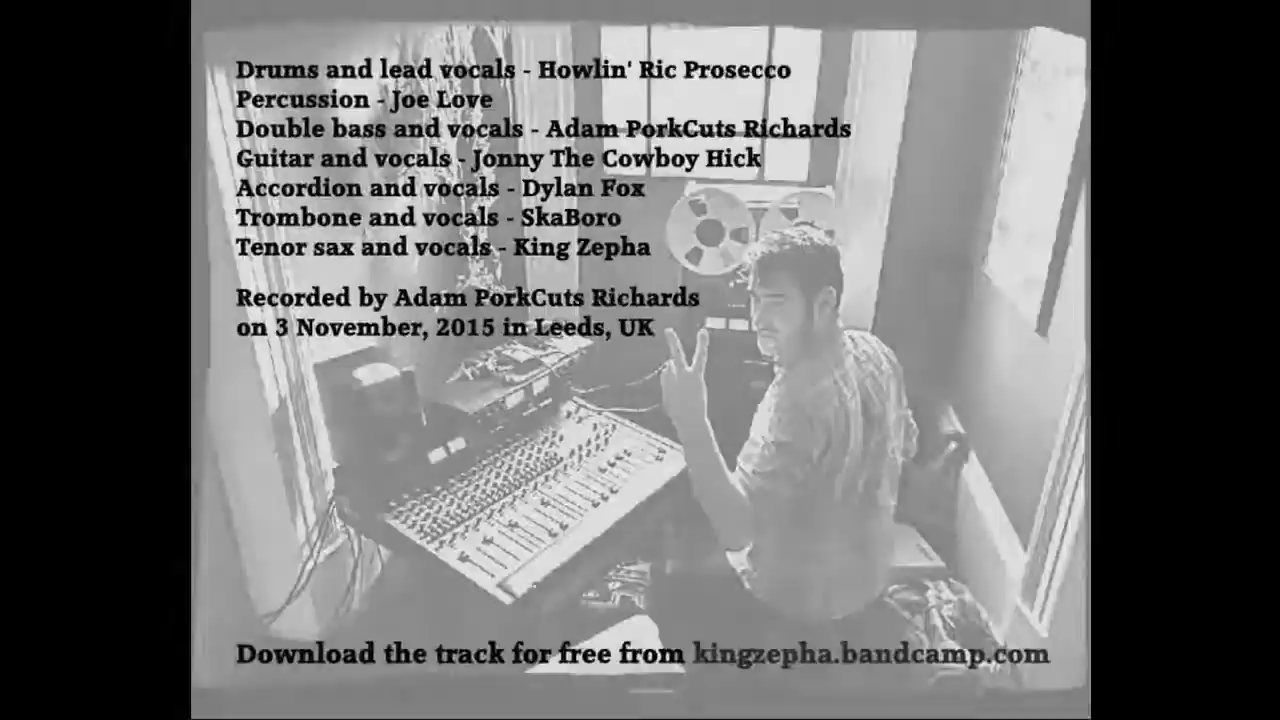 Drums and lead vocals - Howlin' Ric Prosecco
Percussion - Joe Love
Double bass and vocals - Adam PorkCuts Richards
Guitar and vocals - Jonny The Cowboy Hick
Accordion and vocals - Dylan Fox
Trombone and vocals - SkaBoro
Tenor sax and vocals - King Zepha
Recorded by Adam PorkCuts Richards
on 3 November, 2015 in Leeds, UK
Download the track for free from kingzepha.bandcamp.com